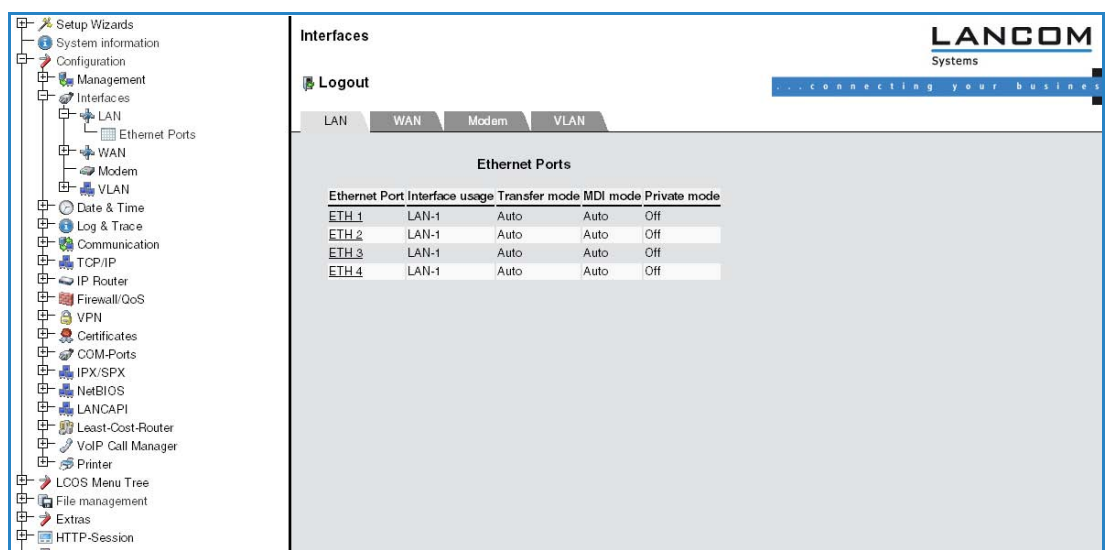 Setup Wizards
System information
Configuration
Management
Interfaces
LAN
Ethernet Ports
WAN
Modem
VLAN
Date & Time
Log & Trace
Communication
TCP/IP
IP Router
Firewall/QoS
VPN
Certificates
COM-Ports
IPX/SPX
NetBIOS
LANCAPI
Least-Cost-Router
VoIP Call Manager
Printer
LCOS Menu Tree
File management
Extras
HTTP-Session
Interfaces
LANCOM
Systems
Logout
...connecting your busines
LAN WAN Modem VLAN
Ethernet Ports
Ethernet Port Interface usage Transfer mode MDI mode Private mode
ETH 1 LAN-1 Auto Auto Off
ETH 2 LAN-1 Auto Auto Off
ETH 3 LAN-1 Auto Auto Off
ETH 4 LAN-1 Auto Auto Off